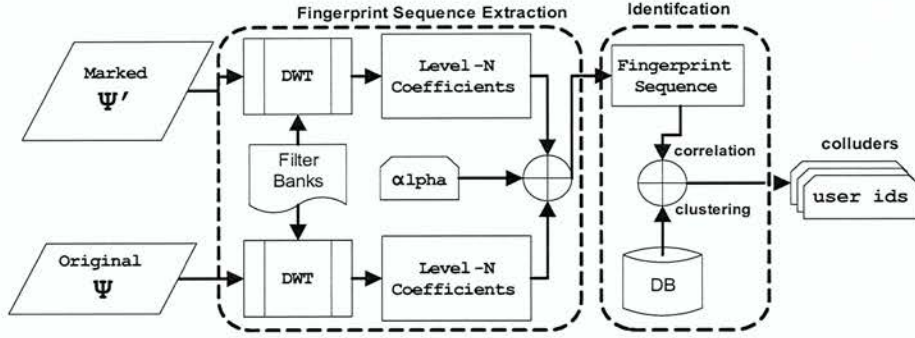 Fingerprint Sequence Extraction
Identifcation
Marked
Ψ'
DWT
Level-N
Coefficients
Fingerprint
Sequence
Filter
Banks
αlpha
correlation
clustering
colluders
user ids
Original
Ψ
DWT
Level-N
Coefficients
DB